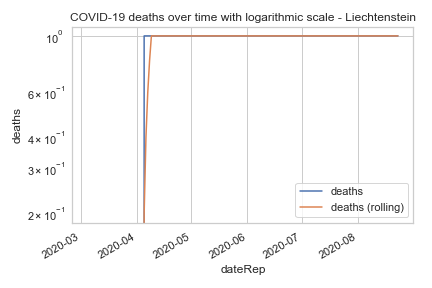 COVID-19 deaths over time with logarithmic scale - Liechtenstein
deaths
10⁰
6 × 10⁻¹
4 × 10⁻¹
3 × 10⁻¹
2 × 10⁻¹
deaths
deaths (rolling)
2020-03
2020-04
2020-05
2020-06
2020-07
2020-08
dateRep